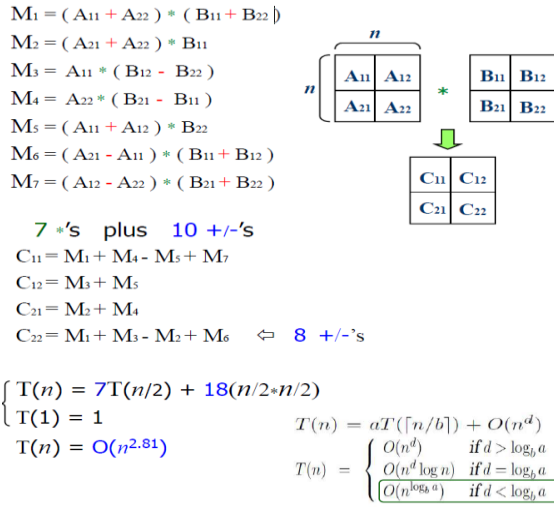 M₁ = ( A₁₁ + A₂₂ ) * ( B₁₁ + B₂₂ )
M₂ = ( A₂₁ + A₂₂ ) * B₁₁
M₃ = A₁₁ * ( B₁₂ - B₂₂ )
M₄ = A₂₂ * ( B₂₁ - B₁₁ )
M₅ = ( A₁₁ + A₁₂ ) * B₂₂
M₆ = ( A₂₁ - A₁₁ ) * ( B₁₁ + B₁₂ )
M₇ = ( A₁₂ - A₂₂ ) * ( B₂₁ + B₂₂ )
n
n
A₁₁ A₁₂
A₂₁ A₂₂
*
B₁₁ B₁₂
B₂₁ B₂₂
C₁₁ C₁₂
C₂₁ C₂₂
7 *'s plus 10 +/-'s
C₁₁ = M₁ + M₄ - M₅ + M₇
C₁₂ = M₃ + M₅
C₂₁ = M₂ + M₄
C₂₂ = M₁ + M₃ - M₂ + M₆ ⇦ 8 +/-'s
T(n) = 7T(n/2) + 18(n/2*n/2)
T(1) = 1
T(n) = O(n^2.81)
T(n) = aT(⌈n/b⌉) + O(n^d)
T(n) = { O(n^d) if d > log_b a
O(n^d log n) if d = log_b a
O(n^{log_b a}) if d < log_b a